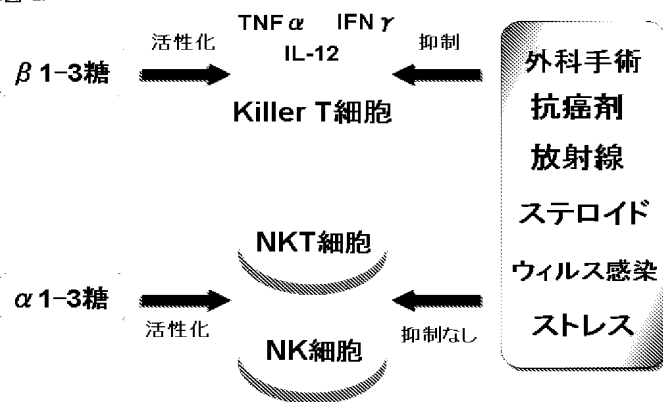 TNFα IFNγ
IL-12
活性化
抑制
β1-3糖
Killer T細胞
外科手術
抗癌剤
放射線
ステロイド
ウィルス感染
ストレス
NKT細胞
α1-3糖
活性化
抑制なし
NK細胞